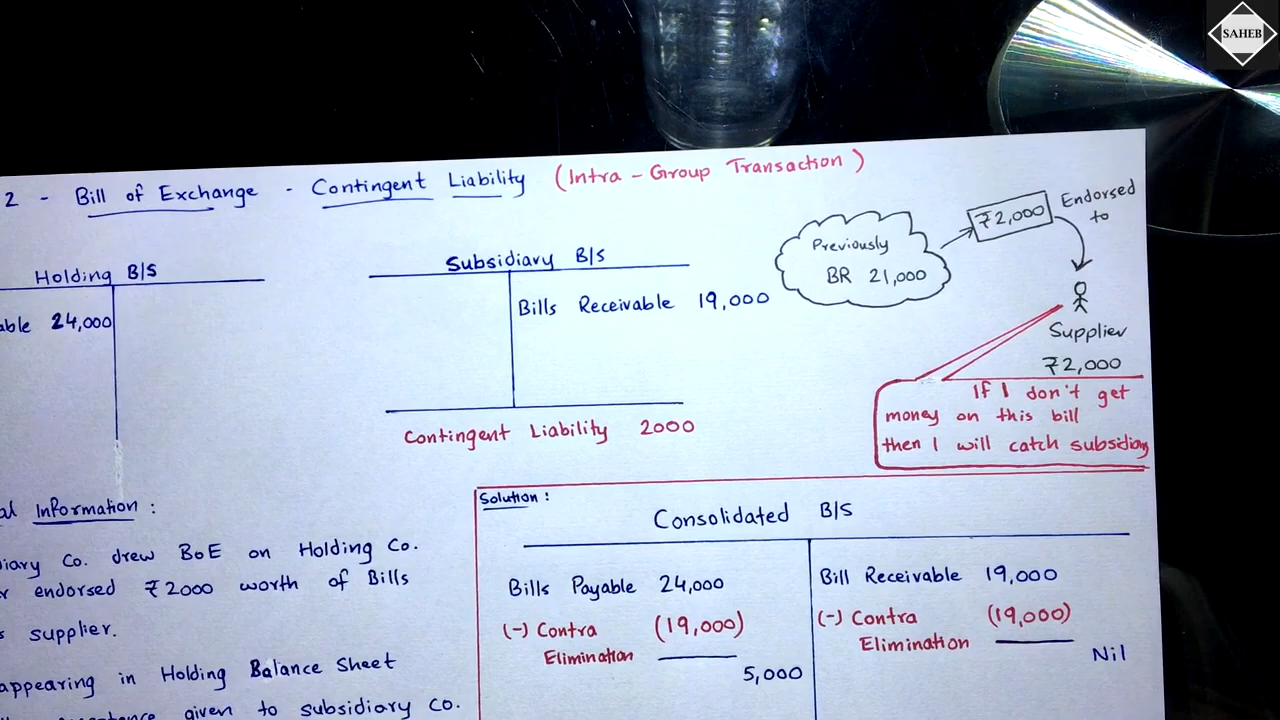 SAHEB
2 - Bill of Exchange - Contingent Liability (Intra-Group Transaction)
Holding B/S
24,000
Subsidiary B/S
Bills Receivable 19,000
Contingent Liability 2000
Previously
BR 21,000
₹2,000
Endorsed
to
Supplier
₹2,000
If I don't get
money on this bill
then I will catch subsidiary
Information :
Co. drew BoE on Holding Co.
endorsed ₹2000 worth of Bills
supplier.
appearing in Holding Balance Sheet
given to subsidiary Co.
Solution :
Consolidated B/S
Bills Payable 24,000
(-) Contra (19,000)
Elimination
5,000
Bill Receivable 19,000
(-) Contra (19,000)
Elimination
Nil